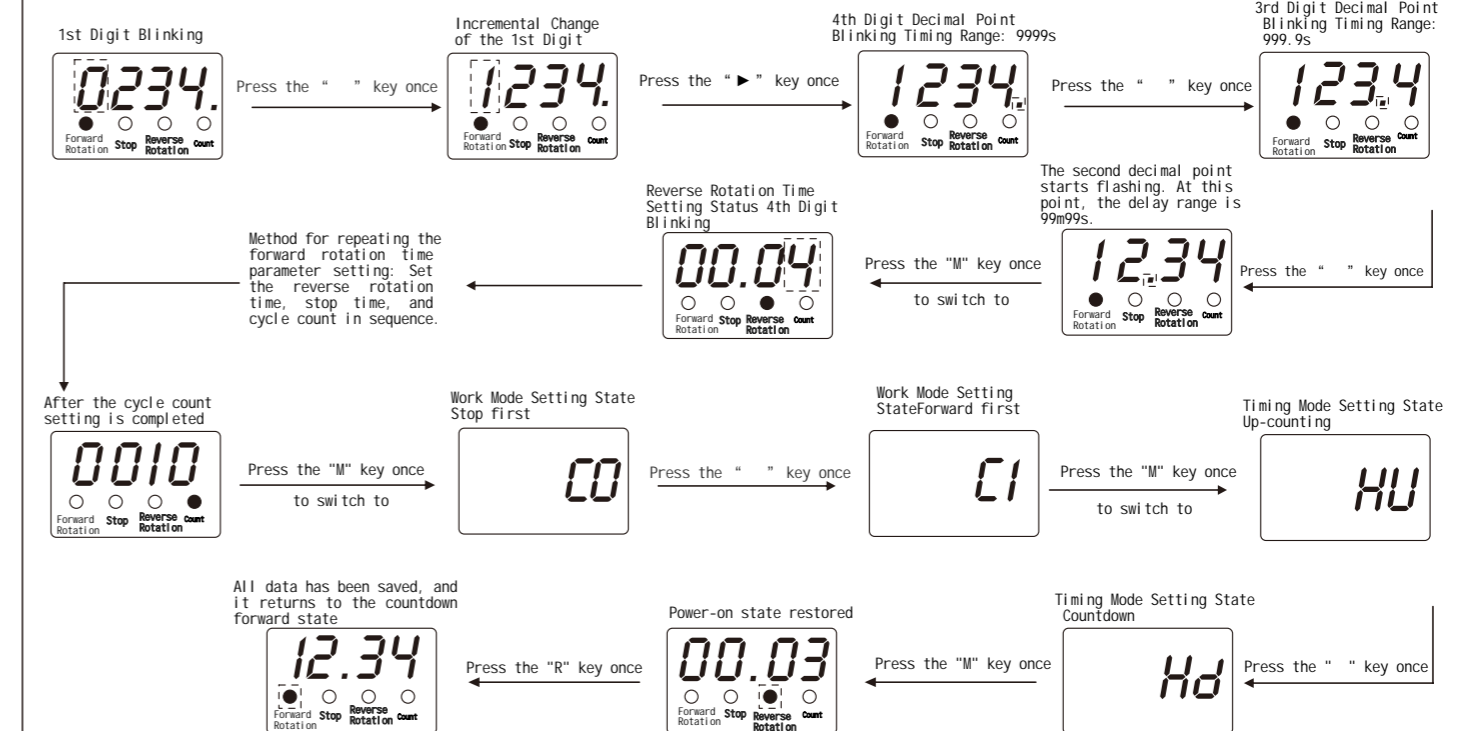 1st Digit Blinking
0234.
Forward Rotation Stop Reverse Rotation Count
Press the “ ” key once
Incremental Change
of the 1st Digit
1234.
Forward Rotation Stop Reverse Rotation Count
Press the “ ► ” key once
4th Digit Decimal Point
Blinking Timing Range: 9999s
1234.
Forward Rotation Stop Reverse Rotation Count
Press the “ ” key once
3rd Digit Decimal Point
Blinking Timing Range:
999.9s
123.4
Forward Rotation Stop Reverse Rotation Count
Press the “ ” key once
The second decimal point
starts flashing. At this
point, the delay range is
99m99s.
12.34
Forward Rotation Stop Reverse Rotation Count
Press the "M" key once
to switch to
Reverse Rotation Time
Setting Status 4th Digit
Blinking
00.04
Forward Rotation Stop Reverse Rotation Count
Method for repeating the
forward rotation time
parameter setting: Set
the reverse rotation
time, stop time, and
cycle count in sequence.
After the cycle count
setting is completed
0010
Forward Rotation Stop Reverse Rotation Count
Press the "M" key once
to switch to
Work Mode Setting State
Stop first
C0
Press the “ ” key once
Work Mode Setting
StateForward first
C1
Press the "M" key once
to switch to
Timing Mode Setting State
Up-counting
HU
Press the " " key once
Timing Mode Setting State
Countdown
Hd
Press the "M" key once
Power-on state restored
00.03
Forward Rotation Stop Reverse Rotation Count
Press the "R" key once
All data has been saved, and
it returns to the countdown
forward state
12.34
Forward Rotation Stop Reverse Rotation Count